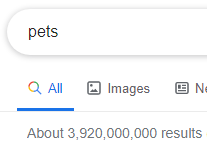 pets
All Images Ne
About 3,920,000,000 results